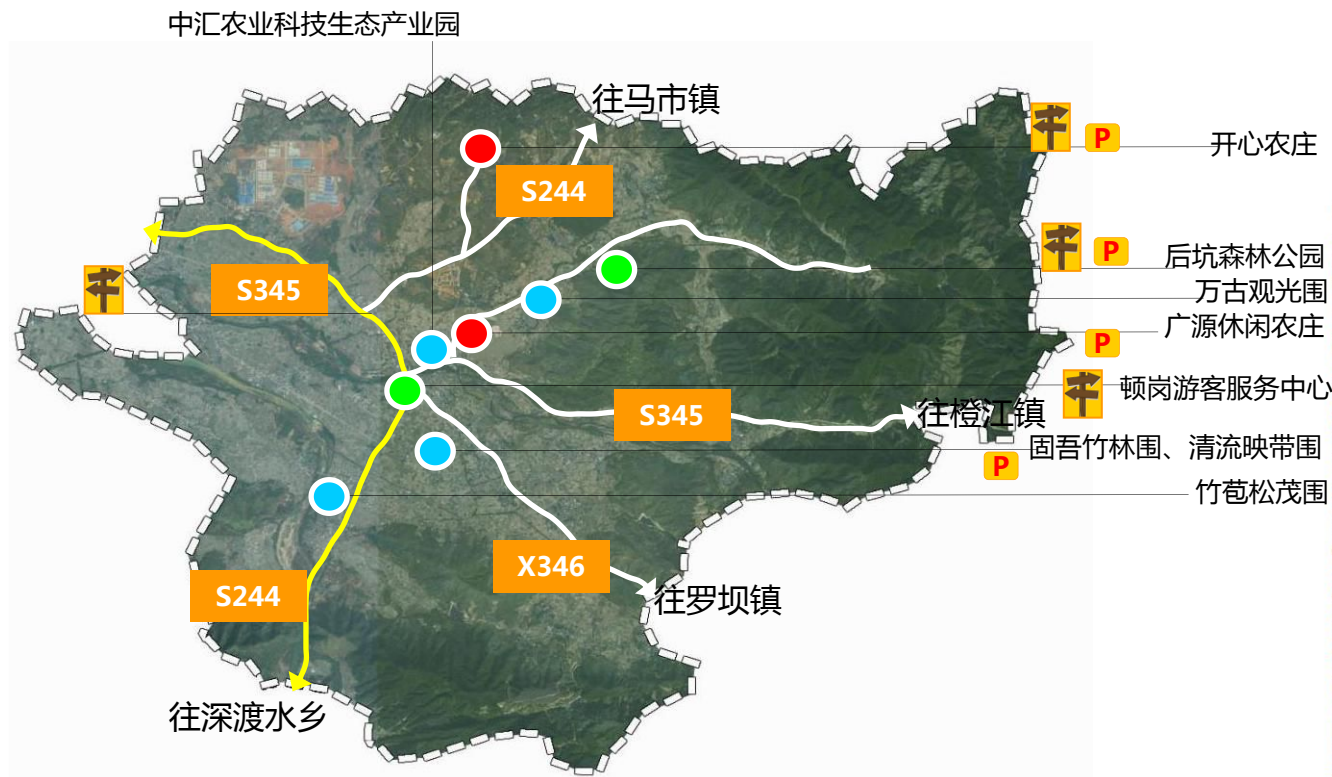 中汇农业科技生态产业园
往马市镇
P
开心农庄
S244
后坑森林公园
P
S345
万古观光围
广源休闲农庄
P
顿岗游客服务中心
S345
往橙江镇
固吾竹林围、清流映带围
P
竹苞松茂围
X346
S244
往罗坝镇
往深渡水乡